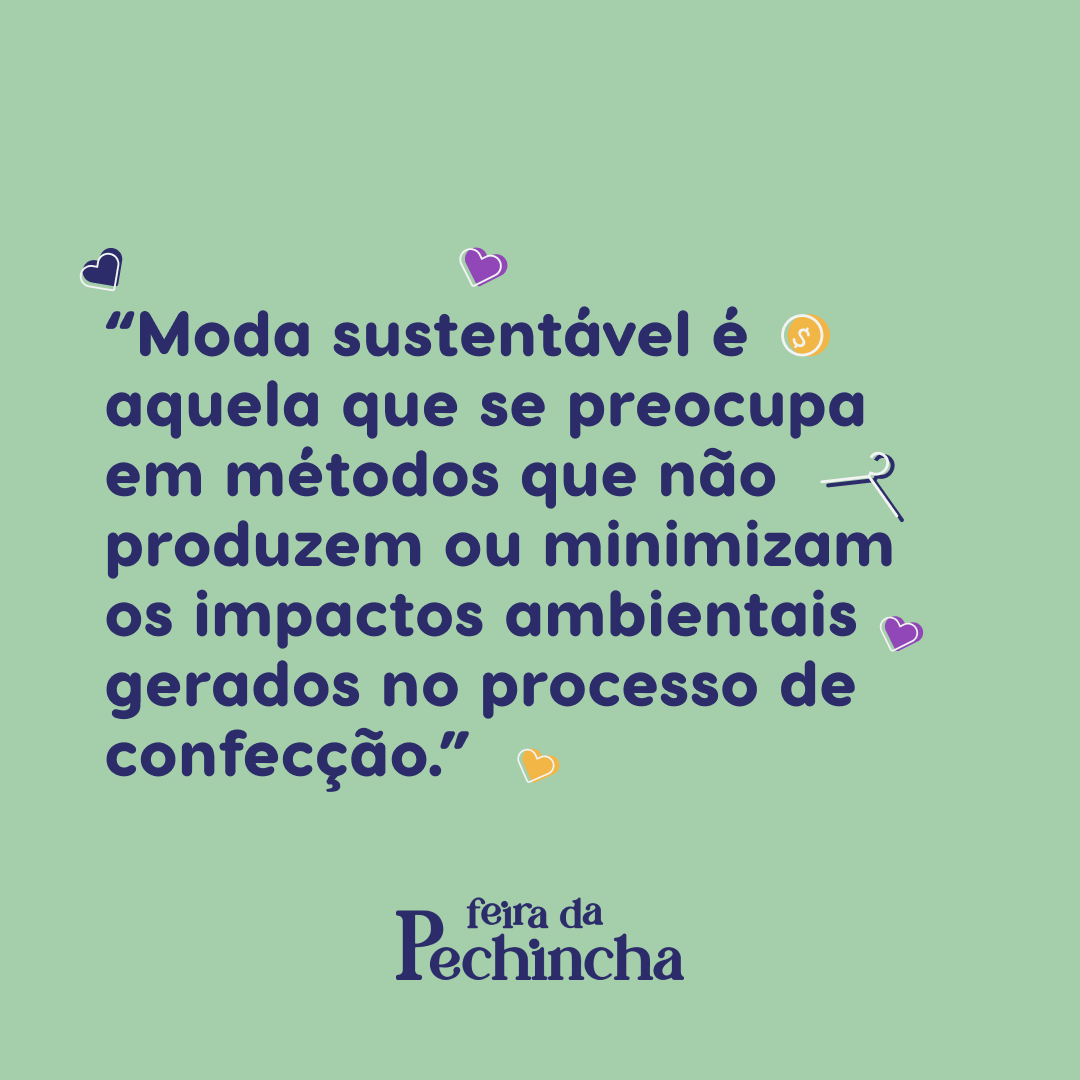 “Moda sustentável é
aquela que se preocupa
em métodos que não
produzem ou minimizam
os impactos ambientais
gerados no processo de
confecção.”
$
feira da
Pechincha